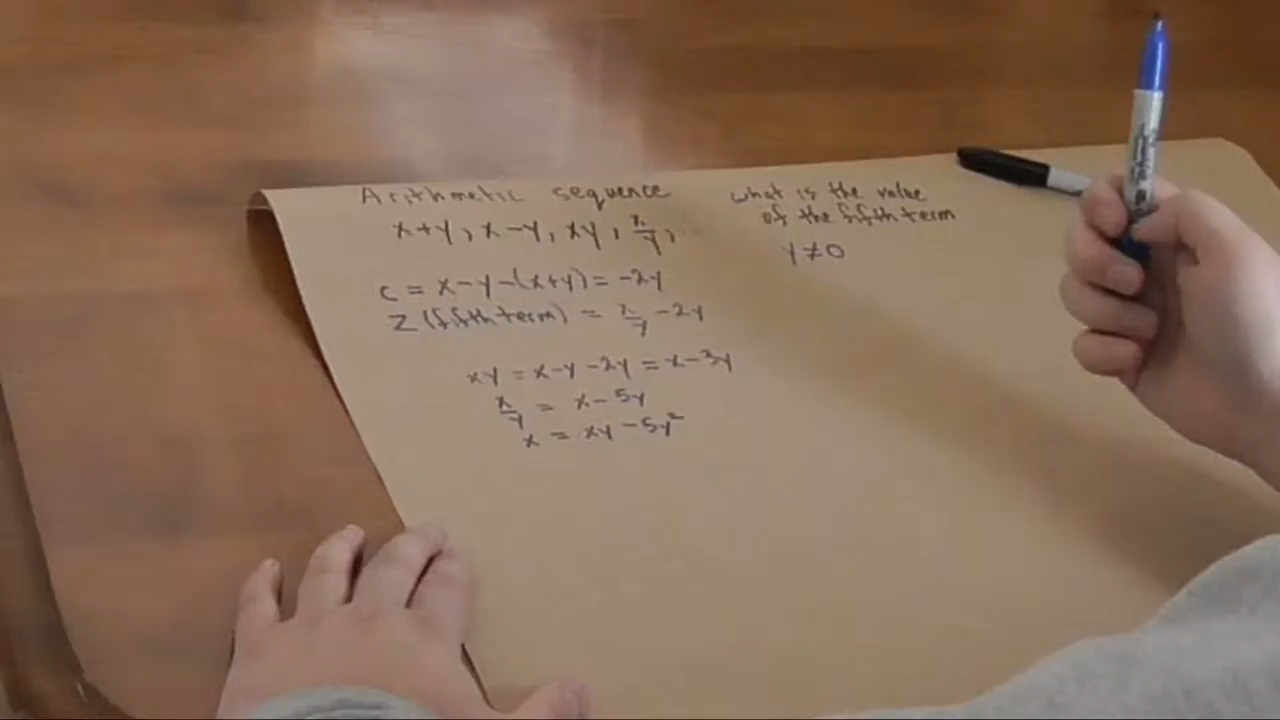 Arithmetic sequence
x+y, x-y, xy, x/y,
what is the value
of the fifth term
y≠0
c = x-y-(x+y) = -2y
Z (fifth term) = x/y -2y
xy = x-y -2y = x-3y
x/y = x-5y
x = xy -5y²